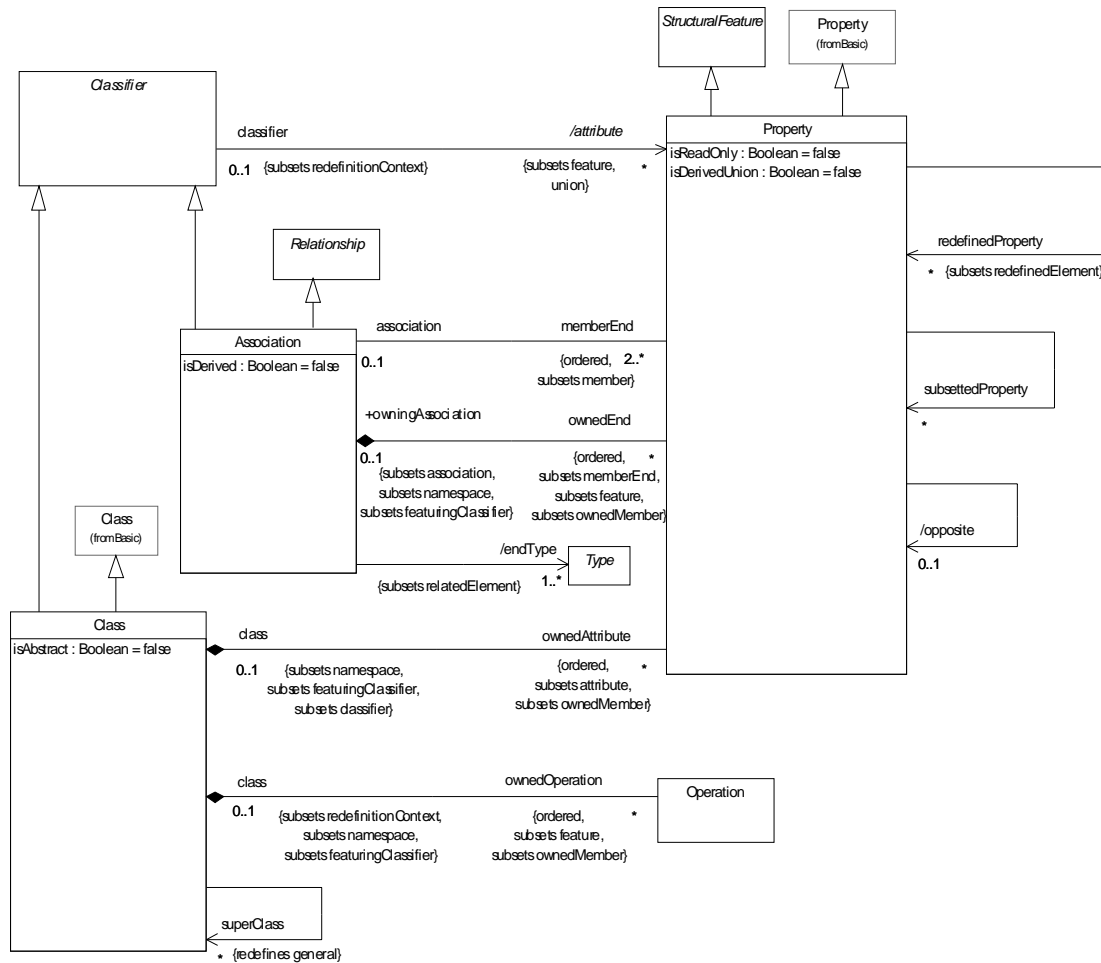 StructuralFeature
Property
(fromBasic)
Classifier
classifier
/attribute
0..1 {subsets redefinitionContext}
{subsets feature, *
union}
Property
isReadOnly : Boolean = false
isDerivedUnion : Boolean = false
redefinedProperty
* {subsets redefinedElement}
Relationship
Association
isDerived : Boolean = false
association
memberEnd
0..1
{ordered, 2..*
subsets member}
subsettedProperty
*
+owningAssociation
ownedEnd
0..1
{subsets association,
subsets namespace,
subsets featuringClassifier}
{ordered, *
subsets memberEnd,
subsets feature,
subsets ownedMember}
/opposite
0..1
Class
(fromBasic)
/endType
{subsets relatedElement} 1..*
Type
Class
isAbstract : Boolean = false
class
ownedAttribute
0..1 {subsets namespace,
subsets featuringClassifier,
subsets classifier}
{ordered, *
subsets attribute,
subsets ownedMember}
class
ownedOperation
Operation
0..1 {subsets redefinitionContext,
subsets namespace,
subsets featuringClassifier}
{ordered, *
subsets feature,
subsets ownedMember}
superClass
* {redefines general}